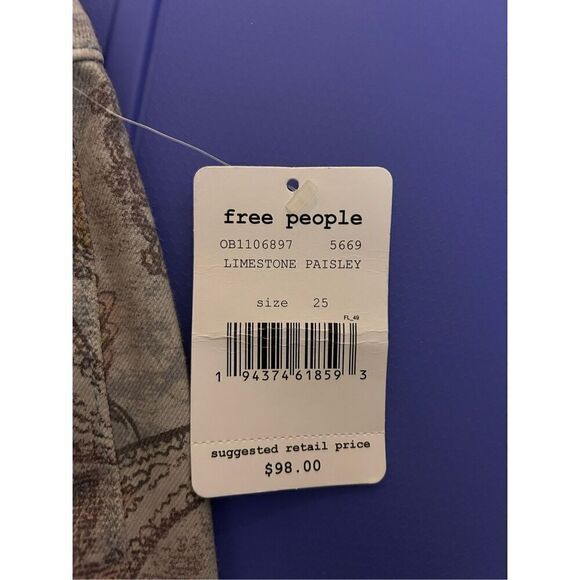 free people
OB1106897 5669
LIMESTONE PAISLEY
size 25
FL_49
1 94374 61859 3
suggested retail price
$98.00